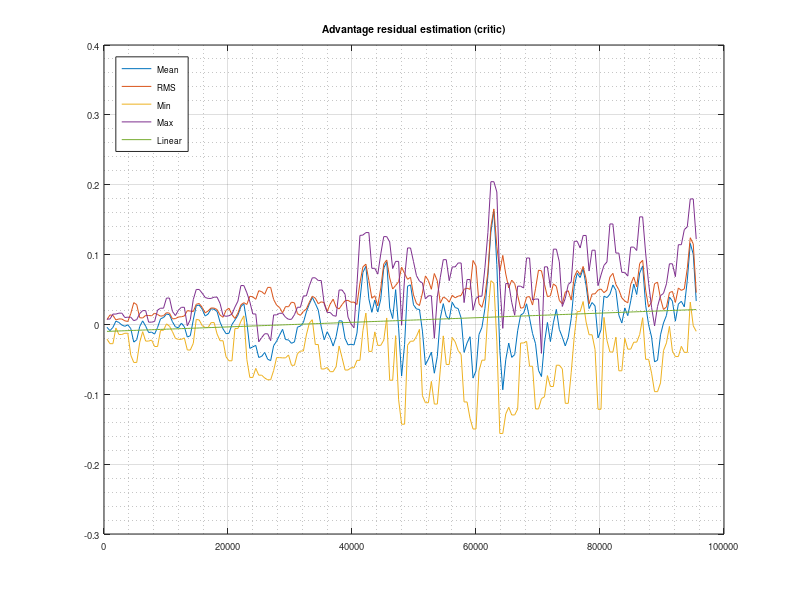 Advantage residual estimation (critic)
0.4
0.3
0.2
0.1
0
-0.1
-0.2
-0.3
Mean
RMS
Min
Max
Linear
0 20000 40000 60000 80000 100000